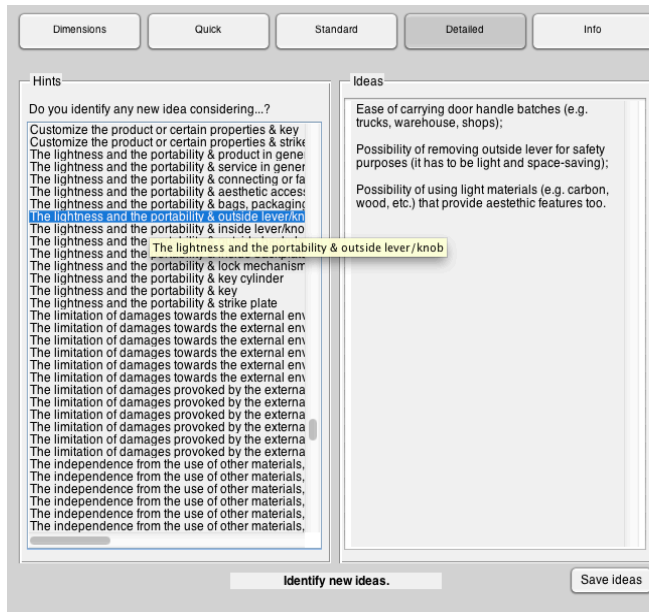 Dimensions
Quick
Standard
Detailed
Info
Hints
Do you identify any new idea considering...?
Customize the product or certain properties & key
Customize the product or certain properties & strike
The lightness and the portability & product in gener
The lightness and the portability & service in gener
The lightness and the portability & connecting or fa
The lightness and the portability & aesthetic access
The lightness and the portability & bags, packaging
The lightness and the portability & outside lever/kn
The lightness and the portability & inside lever/kno
The lightness and the
The lightness and the
The lightness and the portability & outside lever/knob
The lightness and the portability & lock mechanism
The lightness and the portability & key cylinder
The lightness and the portability & key
The lightness and the portability & strike plate
The limitation of damages towards the external env
The limitation of damages towards the external env
The limitation of damages towards the external env
The limitation of damages towards the external env
The limitation of damages towards the external env
The limitation of damages towards the external env
The limitation of damages provoked by the externa
The limitation of damages provoked by the externa
The limitation of damages provoked by the externa
The limitation of damages provoked by the externa
The limitation of damages provoked by the externa
The limitation of damages provoked by the externa
The independence from the use of other materials,
The independence from the use of other materials,
The independence from the use of other materials,
The independence from the use of other materials,
The independence from the use of other materials,
The independence from the use of other materials,
Ideas
Ease of carrying door handle batches (e.g.
trucks, warehouse, shops);
Possibility of removing outside lever for safety
purposes (it has to be light and space-saving);
Possibility of using light materials (e.g. carbon,
wood, etc.) that provide aestethic features too.
Identify new ideas.
Save ideas